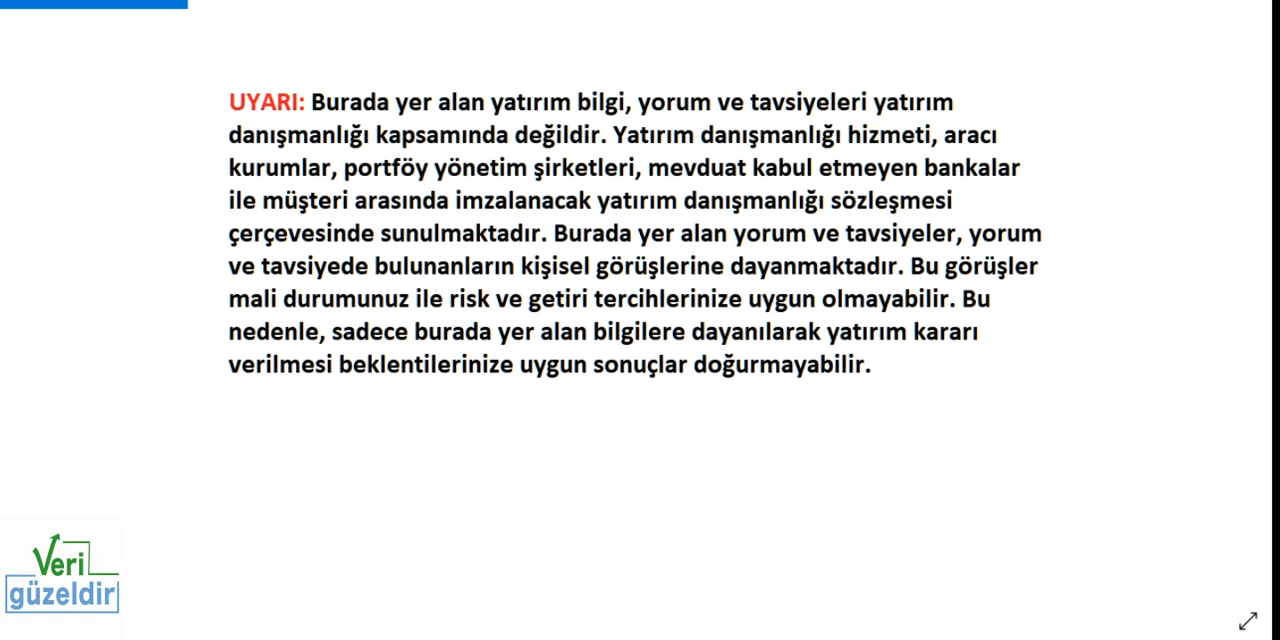 UYARI: Burada yer alan yatırım bilgi, yorum ve tavsiyeleri yatırım
danışmanlığı kapsamında değildir. Yatırım danışmanlığı hizmeti, aracı
kurumlar, portföy yönetim şirketleri, mevduat kabul etmeyen bankalar
ile müşteri arasında imzalanacak yatırım danışmanlığı sözleşmesi
çerçevesinde sunulmaktadır. Burada yer alan yorum ve tavsiyeler, yorum
ve tavsiyede bulunanların kişisel görüşlerine dayanmaktadır. Bu görüşler
mali durumunuz ile risk ve getiri tercihlerinize uygun olmayabilir. Bu
nedenle, sadece burada yer alan bilgilere dayanılarak yatırım kararı
verilmesi beklentilerinize uygun sonuçlar doğurmayabilir.
Veri
güzeldir